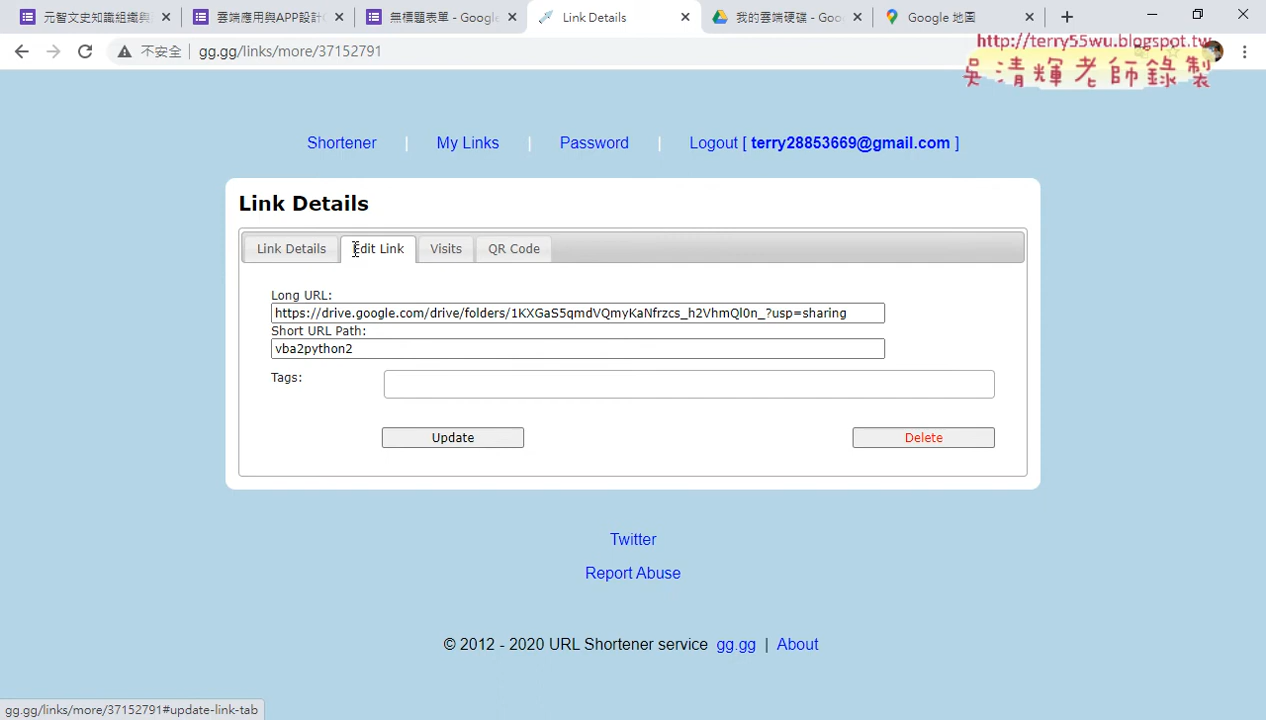 元智文史知識組織與
雲端應用與APP設計
無標題表單 - Google
Link Details
我的雲端硬碟 - Goo
Google 地圖
不安全
gg.gg/links/more/37152791
http://terry55wu.blogspot.tw
吳清輝老師錄製
Shortener | My Links | Password | Logout [ terry28853669@gmail.com ]
Link Details
Link Details Edit Link Visits QR Code
Long URL:
https://drive.google.com/drive/folders/1KXGaS5qmdVQmyKaNfrzcs_h2VhmQl0n_?usp=sharing
Short URL Path:
vba2python2
Tags:
Update Delete
Twitter
Report Abuse
© 2012 - 2020 URL Shortener service gg.gg | About
gg.gg/links/more/37152791#update-link-tab